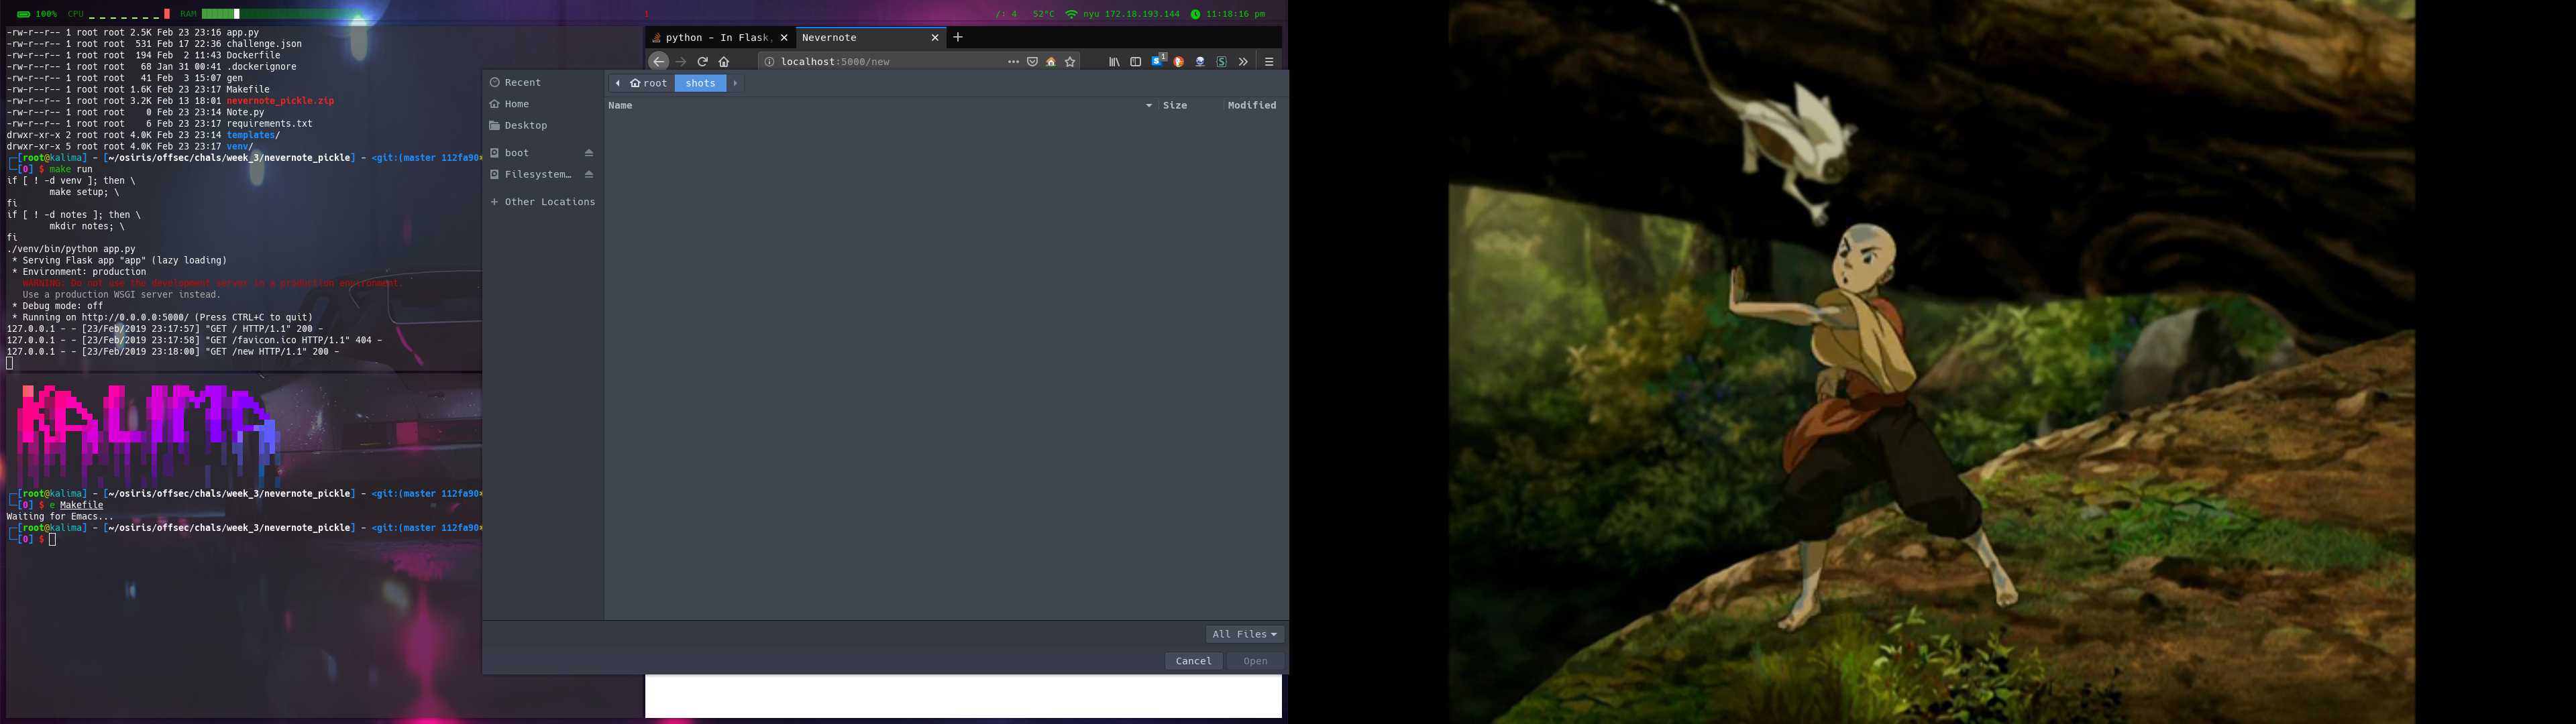 100% CPU _ _ _ _ _ _ _ RAM
1
/: 4 52°C nyu 172.18.193.144 11:18:16 pm
-rw-r--r-- 1 root root 2.5K Feb 23 23:16 app.py
-rw-r--r-- 1 root root 531 Feb 17 22:36 challenge.json
-rw-r--r-- 1 root root 194 Feb 2 11:43 Dockerfile
-rw-r--r-- 1 root root 68 Jan 31 00:41 .dockerignore
-rw-r--r-- 1 root root 41 Feb 3 15:07 gen
-rw-r--r-- 1 root root 1.6K Feb 23 23:17 Makefile
-rw-r--r-- 1 root root 3.2K Feb 13 18:01 nevernote_pickle.zip
-rw-r--r-- 1 root root 0 Feb 23 23:14 Note.py
-rw-r--r-- 1 root root 6 Feb 23 23:17 requirements.txt
drwxr-xr-x 2 root root 4.0K Feb 23 23:14 templates/
drwxr-xr-x 5 root root 4.0K Feb 23 23:17 venv/
[root@kalima] - [~/osiris/offsec/chals/week_3/nevernote_pickle] - <git:(master 112fa90
[0] $ make run
if [ ! -d venv ]; then \
make setup; \
fi
if [ ! -d notes ]; then \
mkdir notes; \
fi
./venv/bin/python app.py
* Serving Flask app "app" (lazy loading)
* Environment: production
WARNING: Do not use the development server in a production environment.
Use a production WSGI server instead.
* Debug mode: off
* Running on http://0.0.0.0:5000/ (Press CTRL+C to quit)
127.0.0.1 - - [23/Feb/2019 23:17:57] "GET / HTTP/1.1" 200 -
127.0.0.1 - - [23/Feb/2019 23:17:58] "GET /favicon.ico HTTP/1.1" 404 -
127.0.0.1 - - [23/Feb/2019 23:18:00] "GET /new HTTP/1.1" 200 -
KALIMA
[root@kalima] - [~/osiris/offsec/chals/week_3/nevernote_pickle] - <git:(master 112fa90
[0] $ e Makefile
Waiting for Emacs...
[root@kalima] - [~/osiris/offsec/chals/week_3/nevernote_pickle] - <git:(master 112fa90
[0] $
python - In Flask,
Nevernote
localhost:5000/new
1
Recent
Home
Desktop
boot
Filesystem…
Other Locations
root shots
Name Size Modified
All Files
Cancel Open